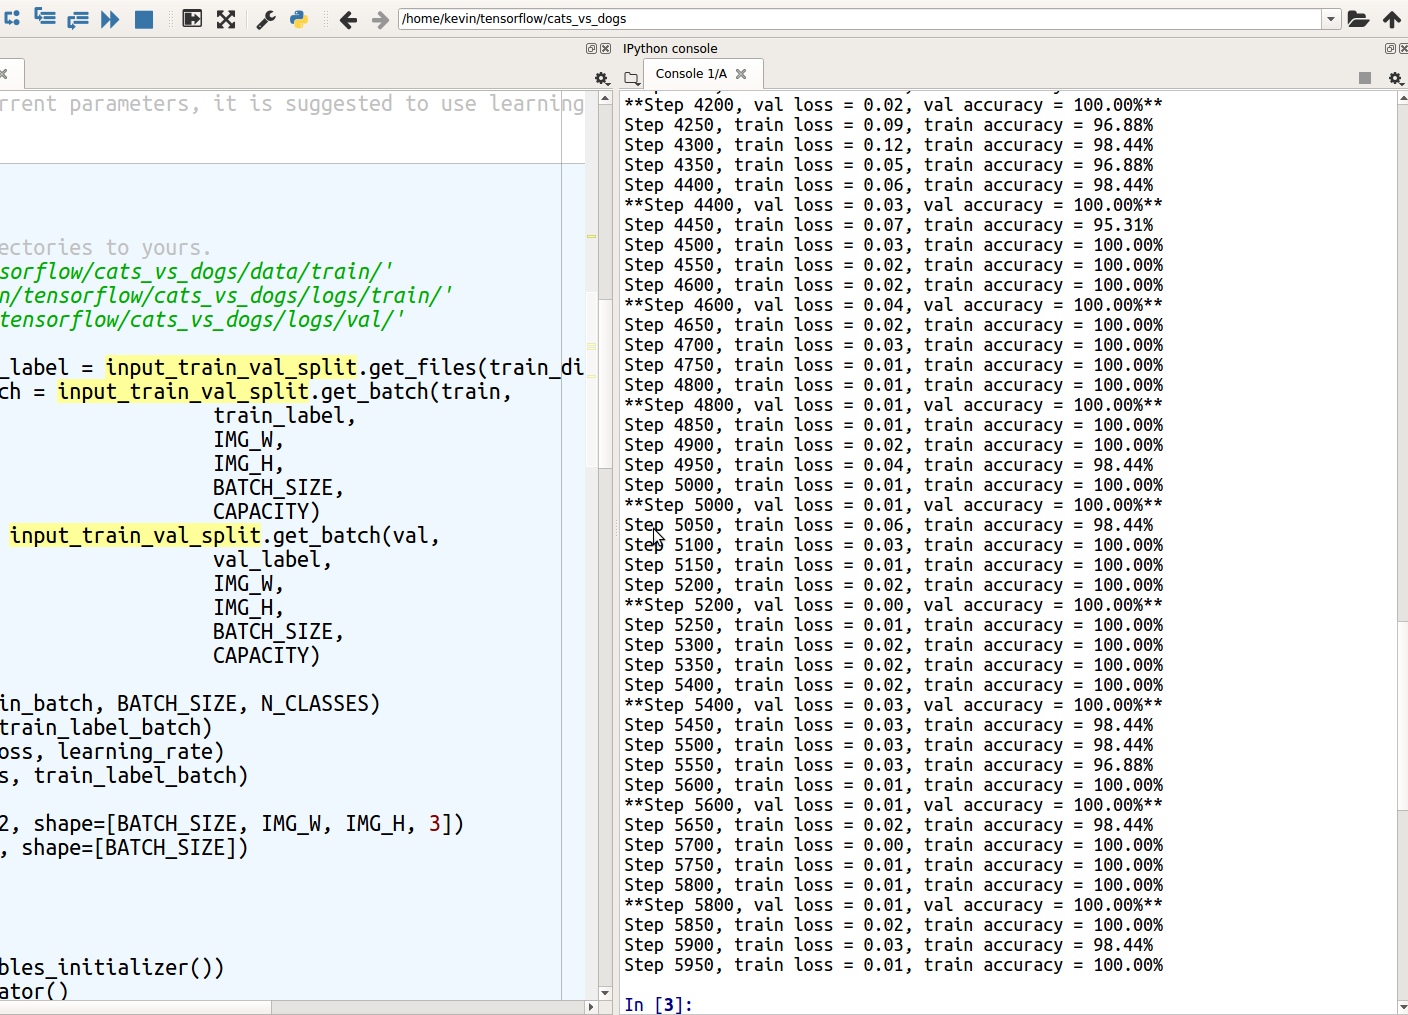 /home/kevin/tensorflow/cats_vs_dogs
rrent parameters, it is suggested to use learning
ectories to yours.
sorflow/cats_vs_dogs/data/train/'
n/tensorflow/cats_vs_dogs/logs/train/'
tensorflow/cats_vs_dogs/logs/val/'
_label = input_train_val_split.get_files(train_di
ch = input_train_val_split.get_batch(train,
train_label,
IMG_W,
IMG_H,
BATCH_SIZE,
CAPACITY)
input_train_val_split.get_batch(val,
val_label,
IMG_W,
IMG_H,
BATCH_SIZE,
CAPACITY)
in_batch, BATCH_SIZE, N_CLASSES)
train_label_batch)
oss, learning_rate)
s, train_label_batch)
2, shape=[BATCH_SIZE, IMG_W, IMG_H, 3])
, shape=[BATCH_SIZE])
bles_initializer())
ator()
IPython console
Console 1/A
**Step 4200, val loss = 0.02, val accuracy = 100.00%**
Step 4250, train loss = 0.09, train accuracy = 96.88%
Step 4300, train loss = 0.12, train accuracy = 98.44%
Step 4350, train loss = 0.05, train accuracy = 96.88%
Step 4400, train loss = 0.06, train accuracy = 98.44%
**Step 4400, val loss = 0.03, val accuracy = 100.00%**
Step 4450, train loss = 0.07, train accuracy = 95.31%
Step 4500, train loss = 0.03, train accuracy = 100.00%
Step 4550, train loss = 0.02, train accuracy = 100.00%
Step 4600, train loss = 0.02, train accuracy = 100.00%
**Step 4600, val loss = 0.04, val accuracy = 100.00%**
Step 4650, train loss = 0.02, train accuracy = 100.00%
Step 4700, train loss = 0.03, train accuracy = 100.00%
Step 4750, train loss = 0.01, train accuracy = 100.00%
Step 4800, train loss = 0.01, train accuracy = 100.00%
**Step 4800, val loss = 0.01, val accuracy = 100.00%**
Step 4850, train loss = 0.01, train accuracy = 100.00%
Step 4900, train loss = 0.02, train accuracy = 100.00%
Step 4950, train loss = 0.04, train accuracy = 98.44%
Step 5000, train loss = 0.01, train accuracy = 100.00%
**Step 5000, val loss = 0.01, val accuracy = 100.00%**
Step 5050, train loss = 0.06, train accuracy = 98.44%
Step 5100, train loss = 0.03, train accuracy = 100.00%
Step 5150, train loss = 0.01, train accuracy = 100.00%
Step 5200, train loss = 0.02, train accuracy = 100.00%
**Step 5200, val loss = 0.00, val accuracy = 100.00%**
Step 5250, train loss = 0.01, train accuracy = 100.00%
Step 5300, train loss = 0.02, train accuracy = 100.00%
Step 5350, train loss = 0.02, train accuracy = 100.00%
Step 5400, train loss = 0.02, train accuracy = 100.00%
**Step 5400, val loss = 0.03, val accuracy = 100.00%**
Step 5450, train loss = 0.03, train accuracy = 98.44%
Step 5500, train loss = 0.03, train accuracy = 98.44%
Step 5550, train loss = 0.03, train accuracy = 96.88%
Step 5600, train loss = 0.01, train accuracy = 100.00%
**Step 5600, val loss = 0.01, val accuracy = 100.00%**
Step 5650, train loss = 0.02, train accuracy = 98.44%
Step 5700, train loss = 0.00, train accuracy = 100.00%
Step 5750, train loss = 0.01, train accuracy = 100.00%
Step 5800, train loss = 0.01, train accuracy = 100.00%
**Step 5800, val loss = 0.01, val accuracy = 100.00%**
Step 5850, train loss = 0.02, train accuracy = 100.00%
Step 5900, train loss = 0.03, train accuracy = 98.44%
Step 5950, train loss = 0.01, train accuracy = 100.00%
In [3]: